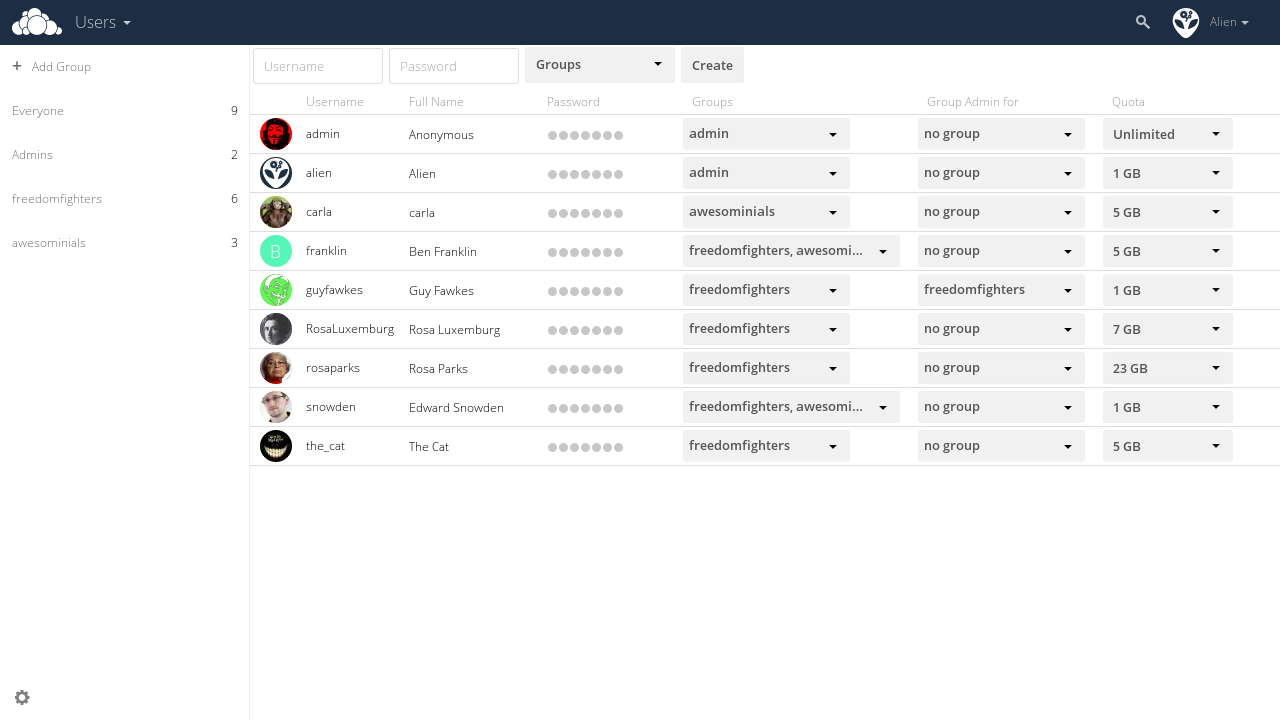 Users Alien
+ Add Group
Everyone 9
Admins 2
freedomfighters 6
awesominials 3
Username Password Groups Create
Username Full Name Password Groups Group Admin for Quota
admin Anonymous admin no group Unlimited
alien Alien admin no group 1 GB
carla carla awesominials no group 5 GB
B franklin Ben Franklin freedomfighters, awesomi... no group 5 GB
guyfawkes Guy Fawkes freedomfighters freedomfighters 1 GB
RosaLuxemburg Rosa Luxemburg freedomfighters no group 7 GB
rosaparks Rosa Parks freedomfighters no group 23 GB
snowden Edward Snowden freedomfighters, awesomi... no group 1 GB
the_cat The Cat freedomfighters no group 5 GB